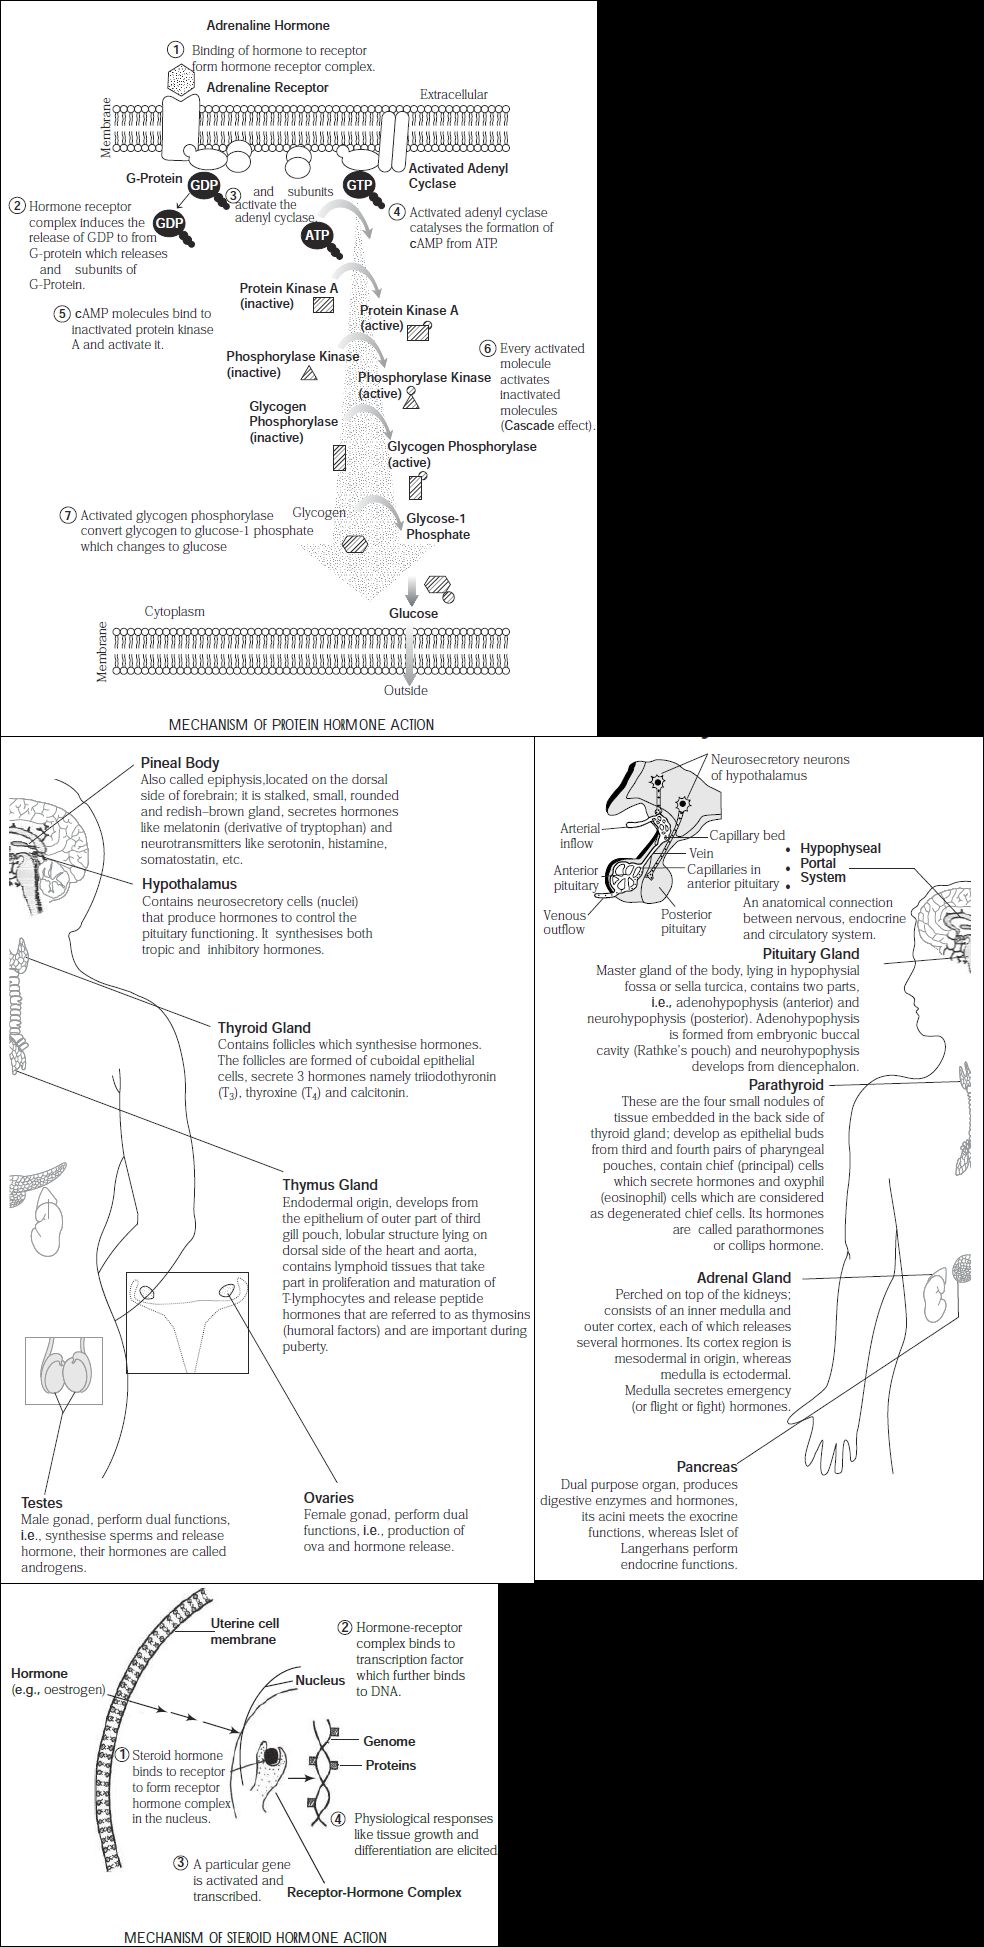 Adrenaline Hormone
1 Binding of hormone to receptor
form hormone receptor complex.
Adrenaline Receptor
Extracellular
Membrane
G-Protein
GDP
GTP
Activated Adenyl
Cyclase
2 Hormone receptor
complex induces the
release of GDP to from
G-protein which releases
and subunits of
G-Protein.
GDP
3 and subunits
activate the
adenyl cyclase
ATP
4 Activated adenyl cyclase
catalyses the formation of
cAMP from ATP.
Protein Kinase A
(inactive)
5 cAMP molecules bind to
inactivated protein kinase
A and activate it.
Protein Kinase A
(active)
Phosphorylase Kinase
(inactive)
6 Every activated
molecule
activates
inactivated
molecules
(Cascade effect).
Phosphorylase Kinase
(active)
Glycogen
Phosphorylase
(inactive)
Glycogen Phosphorylase
(active)
7 Activated glycogen phosphorylase
convert glycogen to glucose-1 phosphate
which changes to glucose
Glycogen
Glycose-1
Phosphate
Cytoplasm
Glucose
Membrane
Outside
MECHANISM OF PROTEIN HORMONE ACTION
Pineal Body
Also called epiphysis,located on the dorsal
side of forebrain; it is stalked, small, rounded
and redish–brown gland, secretes hormones
like melatonin (derivative of tryptophan) and
neurotransmitters like serotonin, histamine,
somatostatin, etc.
Hypothalamus
Contains neurosecretory cells (nuclei)
that produce hormones to control the
pituitary functioning. It synthesises both
tropic and inhibitory hormones.
Thyroid Gland
Contains follicles which synthesise hormones.
The follicles are formed of cuboidal epithelial
cells, secrete 3 hormones namely triiodothyronin
(T3), thyroxine (T4) and calcitonin.
Thymus Gland
Endodermal origin, develops from
the epithelium of outer part of third
gill pouch, lobular structure lying on
dorsal side of the heart and aorta,
contains lymphoid tissues that take
part in proliferation and maturation of
T-lymphocytes and release peptide
hormones that are referred to as thymosins
(humoral factors) and are important during
puberty.
Testes
Male gonad, perform dual functions,
i.e., synthesise sperms and release
hormone, their hormones are called
androgens.
Ovaries
Female gonad, perform dual
functions, i.e., production of
ova and hormone release.
Neurosecretory neurons
of hypothalamus
Arterial
inflow
Capillary bed
Vein
Capillaries in
anterior pituitary
Anterior
pituitary
Venous
outflow
Posterior
pituitary
• Hypophyseal
• Portal
• System
An anatomical connection
between nervous, endocrine
and circulatory system.
Pituitary Gland
Master gland of the body, lying in hypophysial
fossa or sella turcica, contains two parts,
i.e., adenohypophysis (anterior) and
neurohypophysis (posterior). Adenohypophysis
is formed from embryonic buccal
cavity (Rathke's pouch) and neurohypophysis
develops from diencephalon.
Parathyroid
These are the four small nodules of
tissue embedded in the back side of
thyroid gland; develop as epithelial buds
from third and fourth pairs of pharyngeal
pouches, contain chief (principal) cells
which secrete hormones and oxyphil
(eosinophil) cells which are considered
as degenerated chief cells. Its hormones
are called parathormones
or collips hormone.
Adrenal Gland
Perched on top of the kidneys;
consists of an inner medulla and
outer cortex, each of which releases
several hormones. Its cortex region is
mesodermal in origin, whereas
medulla is ectodermal.
Medulla secretes emergency
(or flight or fight) hormones.
Pancreas
Dual purpose organ, produces
digestive enzymes and hormones,
its acini meets the exocrine
functions, whereas Islet of
Langerhans perform
endocrine functions.
Uterine cell
membrane
2 Hormone-receptor
complex binds to
transcription factor
which further binds
to DNA.
Hormone
(e.g., oestrogen)
Nucleus
Genome
Proteins
1 Steroid hormone
binds to receptor
to form receptor
hormone complex
in the nucleus.
4 Physiological responses
like tissue growth and
differentiation are elicited
3 A particular gene
is activated and
transcribed.
Receptor-Hormone Complex
MECHANISM OF STEROID HORMONE ACTION